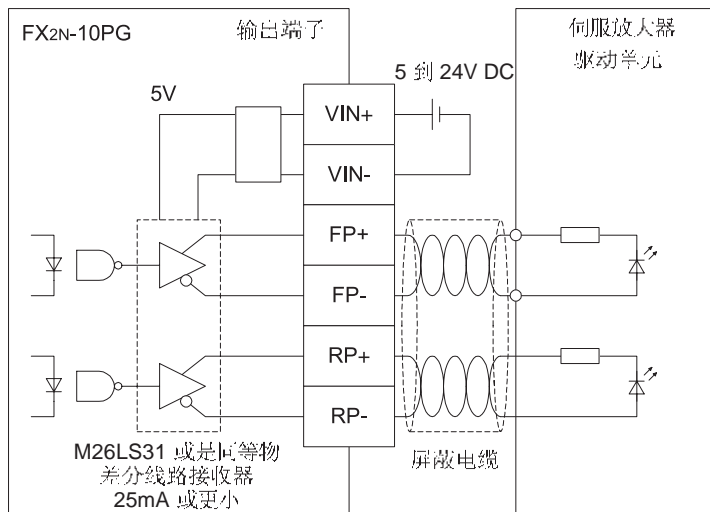 FX2N-10PG
输出端子
伺服放大器
驱动单元
5 到 24V DC
5V
VIN+
VIN-
FP+
FP-
RP+
RP-
M26LS31 或是同等物
差分线路接收器
25mA 或更小
屏蔽电缆